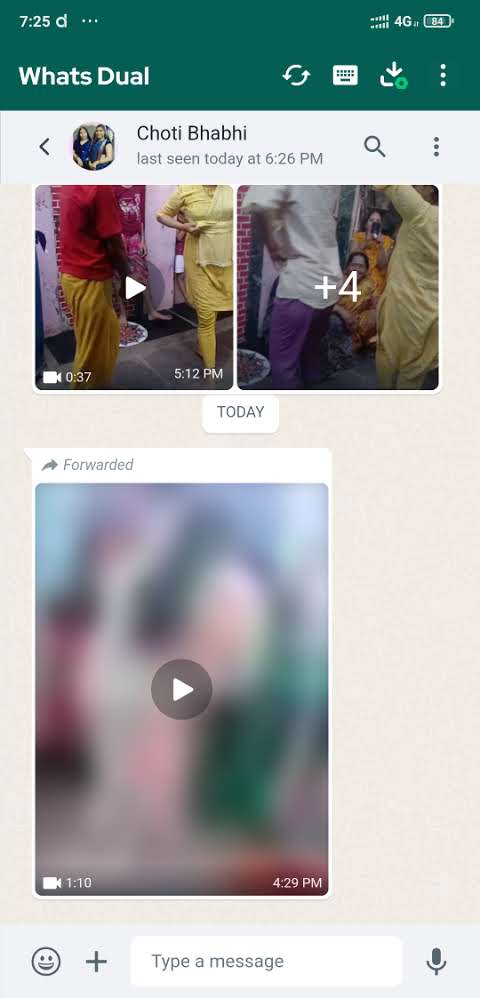 7:25 d ...
4G 84
Whats Dual
Choti Bhabhi
last seen today at 6:26 PM
0:37 5:12 PM
+4
TODAY
Forwarded
1:10 4:29 PM
Type a message